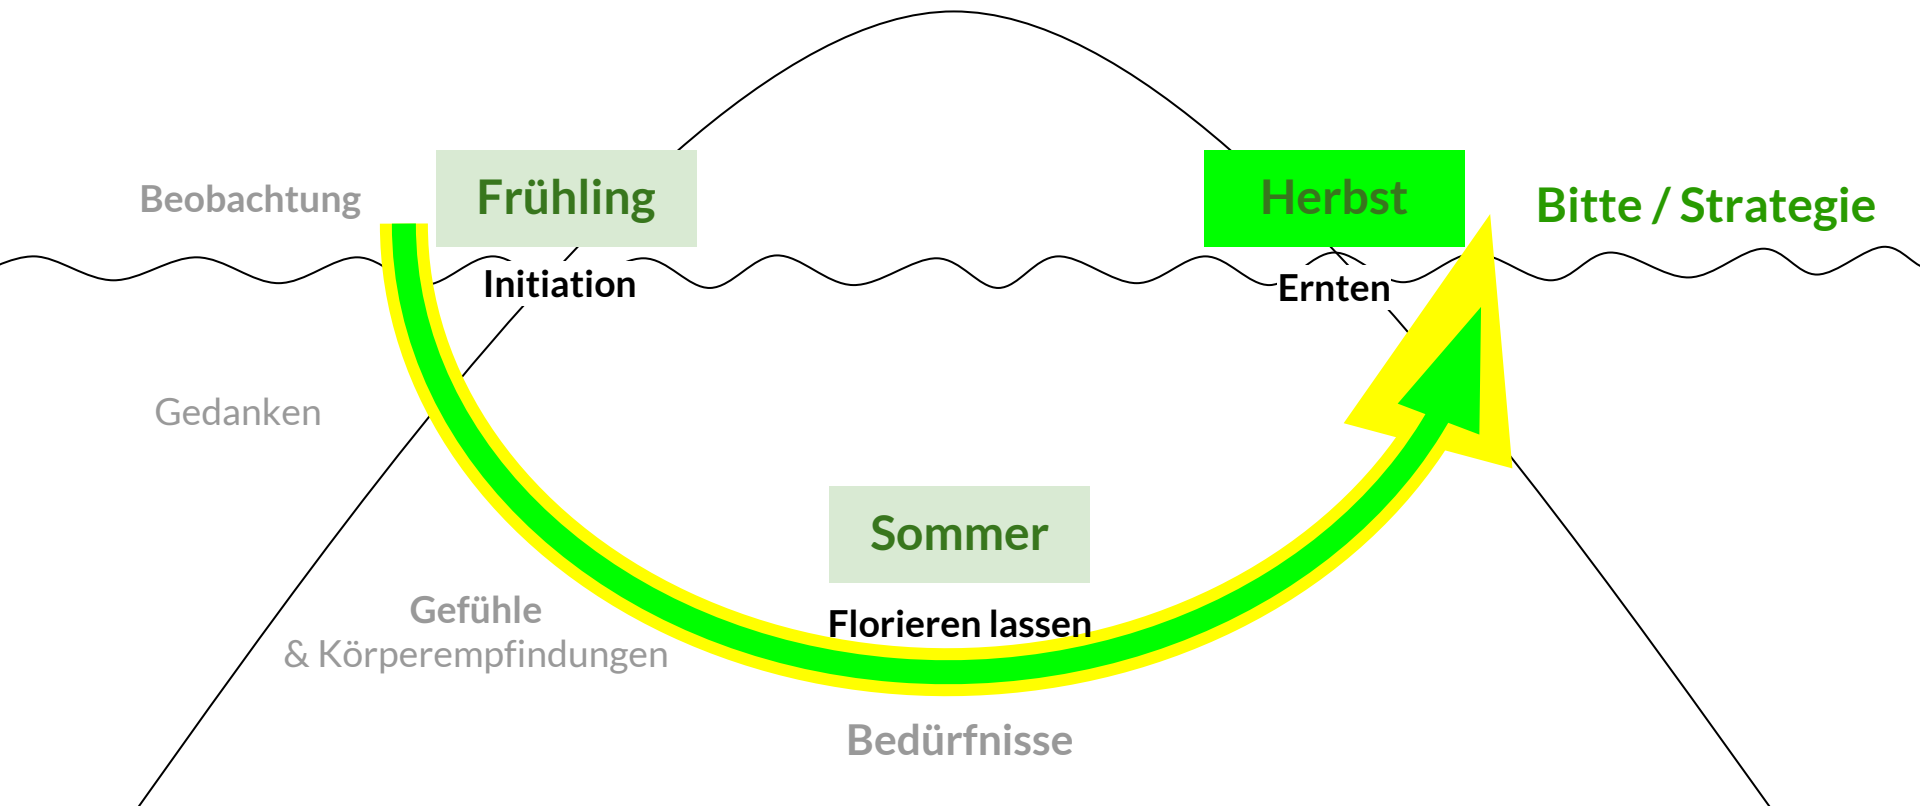 Beobachtung
Frühling
Herbst
Bitte / Strategie
Initiation
Ernten
Gedanken
Sommer
Gefühle
& Körperempfindungen
Florieren lassen
Bedürfnisse